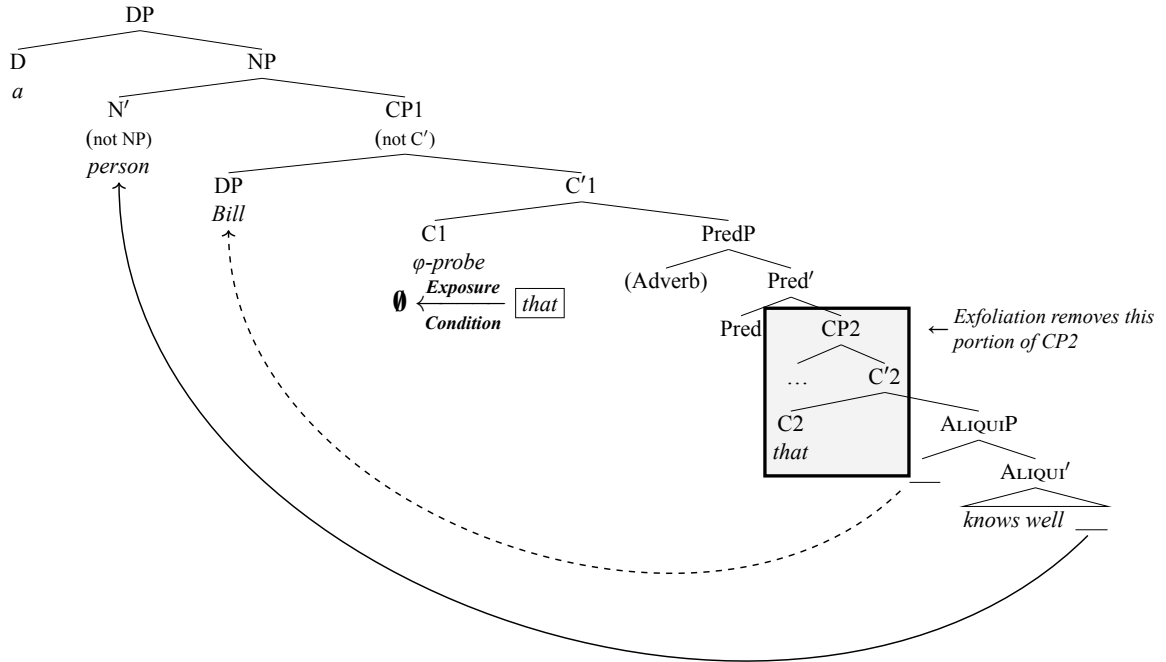 DP
D NP
a
N′ CP1
(not NP) (not C′)
person
DP C′1
Bill
C1 PredP
φ-probe
(Adverb) Pred′
∅ Exposure that
Condition
Pred CP2 ← Exfoliation removes this
portion of CP2
… C′2
C2 ALIQUIP
that
ALIQUI′
knows well